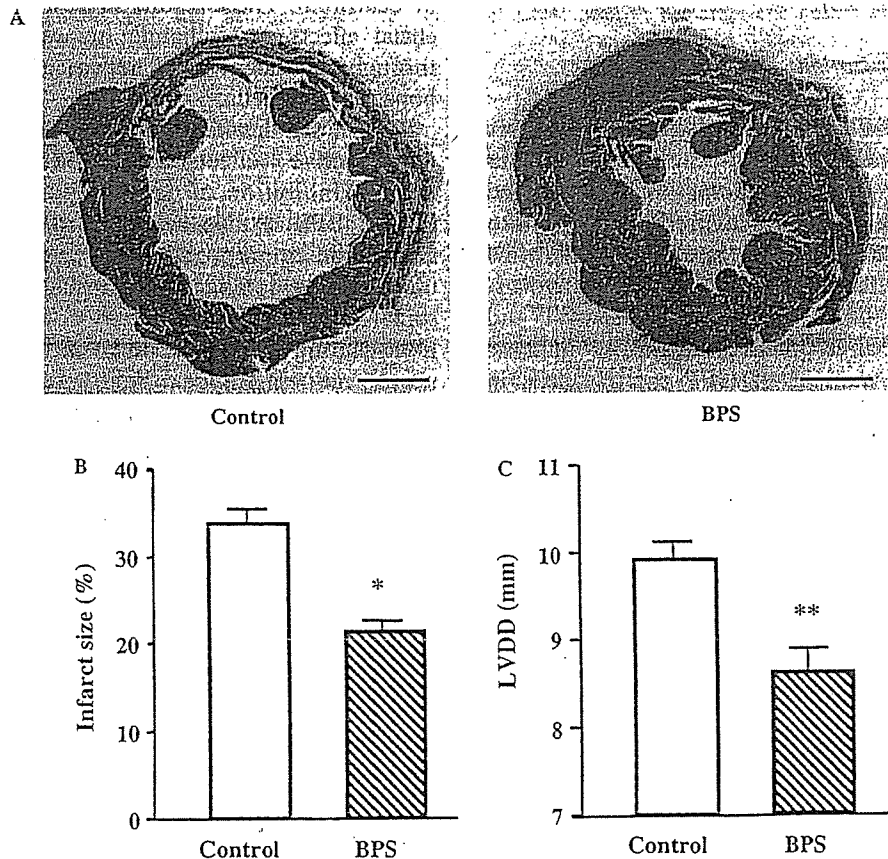 A
Control
BPS
B
40
30
20
10
0
Infarct size (%)
*
Control
BPS
C
11
10
9
8
7
LVDD (mm)
**
Control
BPS